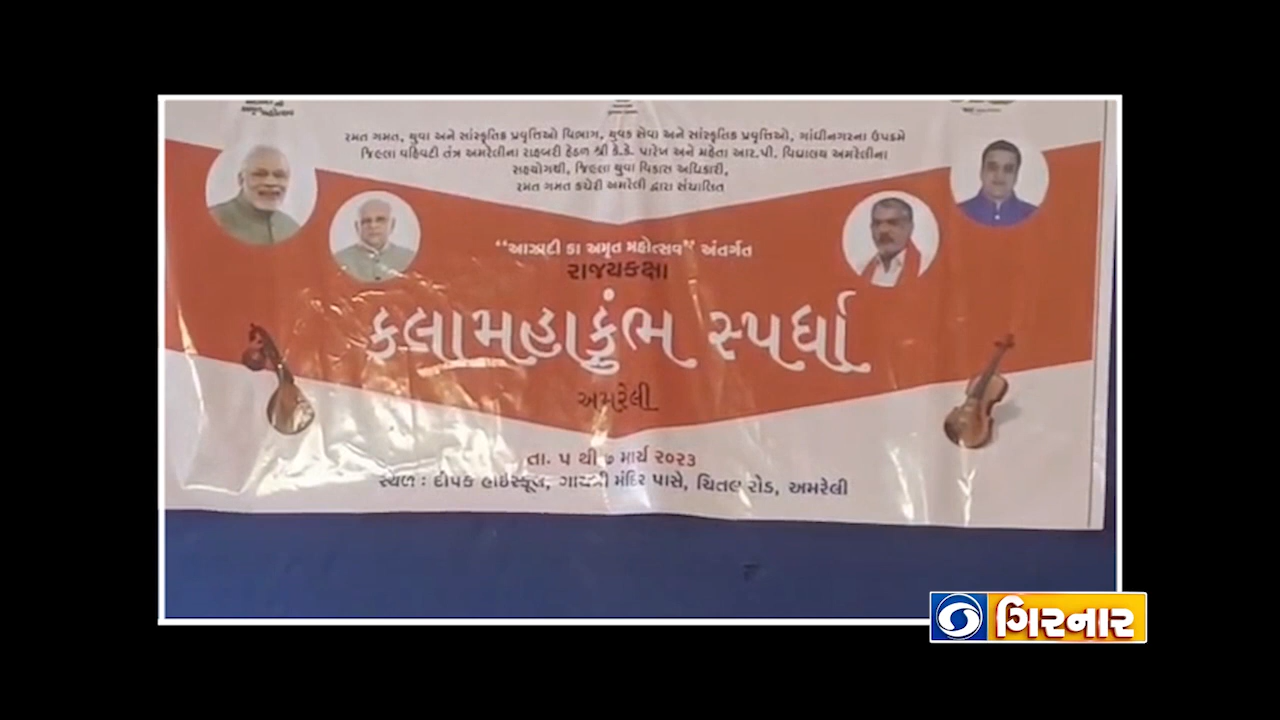 રમત ગમત, યુવા અને સાંસ્કૃતિક પ્રવૃત્તિઓ વિભાગ, યુવક સેવા અને સાંસ્કૃતિક પ્રવૃત્તિઓ, ગાંધીનગરના ઉપક્રમે
જિલ્લા વહિવટી તંત્ર અમરેલીના રાહબરી હેઠળ શ્રી કે.કે. પારેખ અને મહેતા આર.પી. વિદ્યાલય અમરેલીના
સહયોગથી, જિલ્લા યુવા વિકાસ અધિકારી,
રમત ગમત કચેરી અમરેલી દ્વારા સંચાલિત
“આઝાદી કા અમૃત મહોત્સવ” અંતર્ગત
રાજ્યકક્ષા
કલામહાકુંભ સ્પર્ધા
અમરેલી
તા. ૫ થી ૭ માર્ચ ૨૦૨૩
સ્થળ : દીપક હાઇસ્કૂલ, ગાયત્રી મંદિર પાસે, ચિતલ રોડ, અમરેલી
ગિરનાર